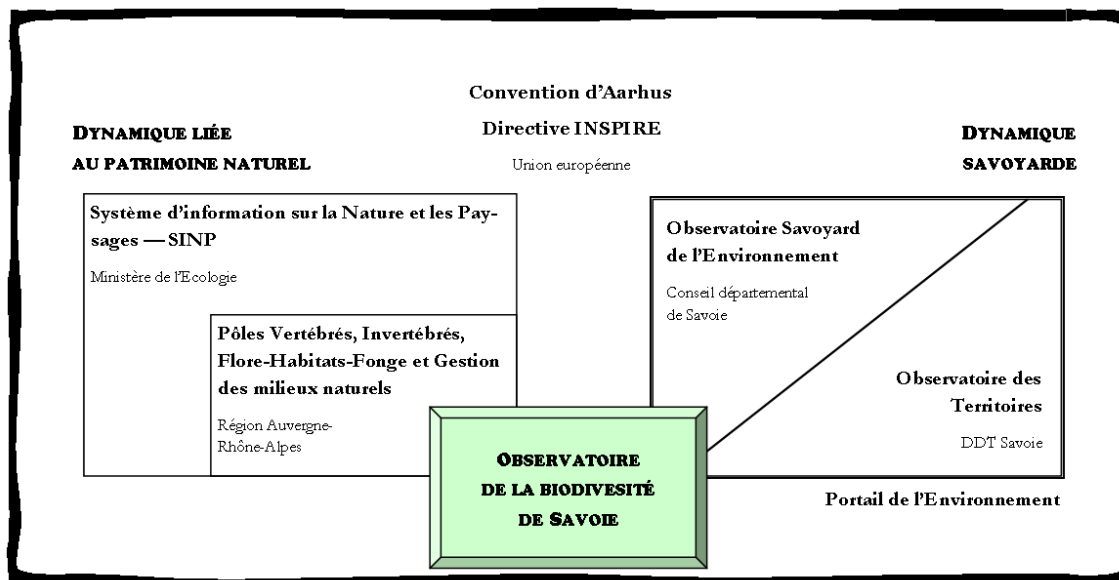 Convention d'Aarhus
Directive INSPIRE
Union européenne
DYNAMIQUE LIÉE
AU PATRIMOINE NATUREL
DYNAMIQUE
SAVOYARDE
Système d'information sur la Nature et les Pay-
sages — SINP
Ministère de l'Ecologie
Pôles Vertébrés, Invertébrés,
Flore-Habitats-Fonge et Gestion
des milieux naturels
Région Auvergne-
Rhône-Alpes
Observatoire Savoyard
de l'Environnement
Conseil départemental
de Savoie
Observatoire des
Territoires
DDT Savoie
OBSERVATOIRE
DE LA BIODIVESITÉ
DE SAVOIE
Portail de l'Environnement